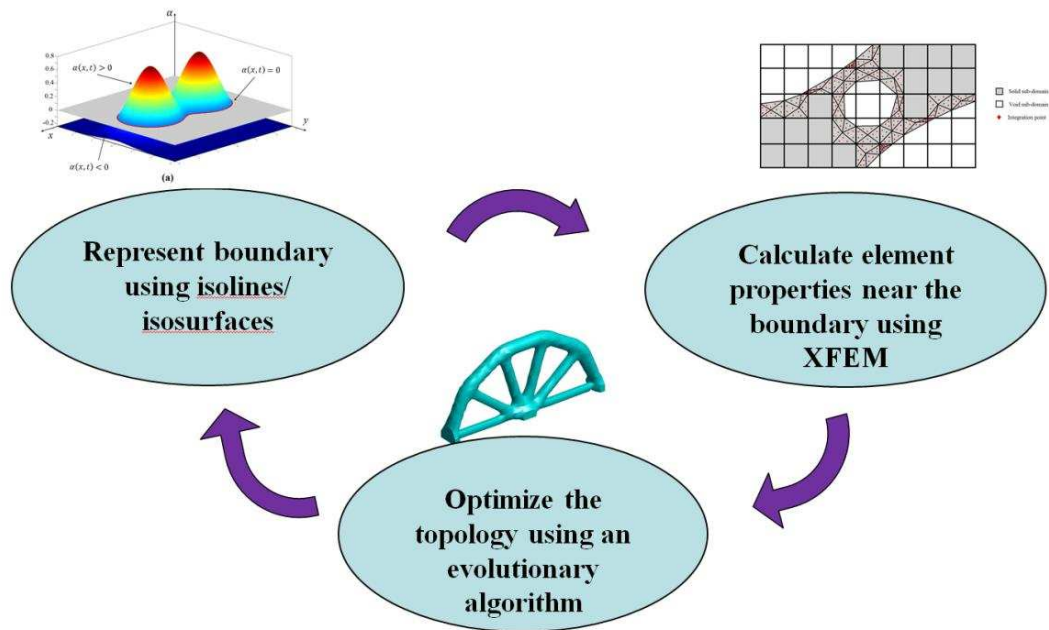 α
0.8
0.6
0.4
0.2
0
-0.2
α(x,t) > 0
α(x,t) = 0
x
y
α(x,t) < 0
(a)
Solid sub-domain
Void sub-domain
Integration point
Represent boundary
using isolines/
isosurfaces
Calculate element
properties near the
boundary using
XFEM
Optimize the
topology using an
evolutionary
algorithm